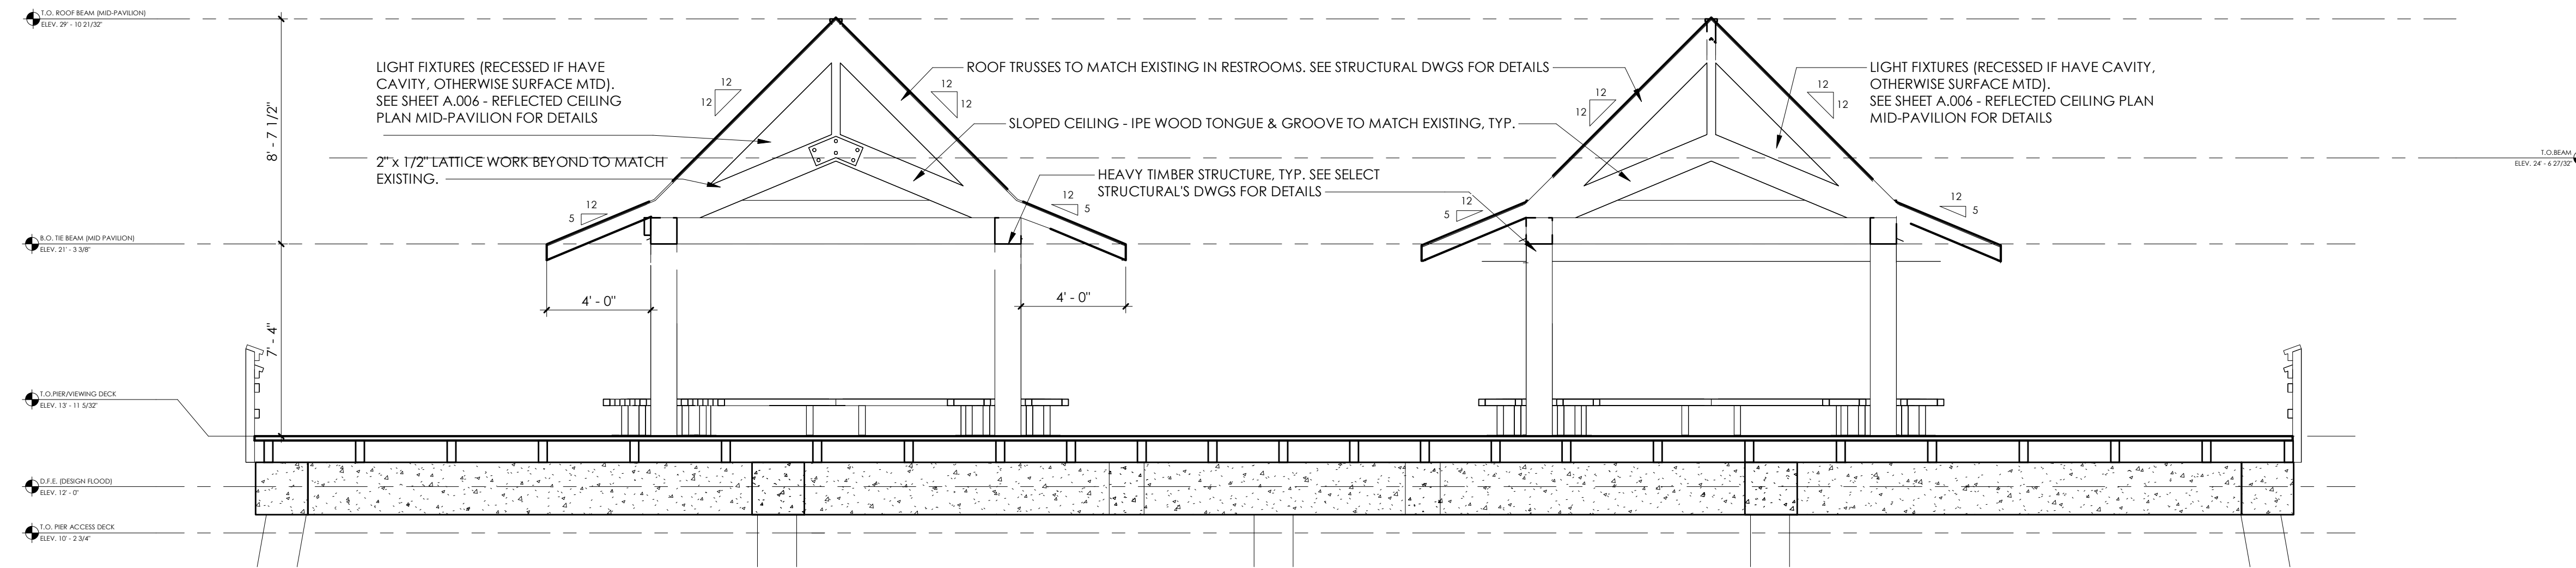 T.O. ROOF BEAM (MID-PAVILION)
ELEV. 29' - 10 21/32"
LIGHT FIXTURES (RECESSED IF HAVE
CAVITY, OTHERWISE SURFACE MTD).
SEE SHEET A.006 - REFLECTED CEILING
PLAN MID-PAVILION FOR DETAILS
2" x 1/2" LATTICE WORK BEYOND TO MATCH
EXISTING.
ROOF TRUSSES TO MATCH EXISTING IN RESTROOMS. SEE STRUCTURAL DWGS FOR DETAILS
SLOPED CEILING - IPE WOOD TONGUE & GROOVE TO MATCH EXISTING, TYP.
HEAVY TIMBER STRUCTURE, TYP. SEE SELECT
STRUCTURAL'S DWGS FOR DETAILS
LIGHT FIXTURES (RECESSED IF HAVE CAVITY,
OTHERWISE SURFACE MTD).
SEE SHEET A.006 - REFLECTED CEILING PLAN
MID-PAVILION FOR DETAILS
12
12
12
12
12
12
12
12
12
5
12
5
12
5
12
5
8' - 7 1/2"
7' - 4"
4' - 0"
4' - 0"
T.O.BEAM
ELEV. 24' - 6 27/32"
B.O. TIE BEAM (MID PAVILION)
ELEV. 21' - 3 3/8"
T.O.PIER/VIEWING DECK
ELEV. 13' - 11 5/32"
D.F.E. (DESIGN FLOOD)
ELEV. 12' - 0"
T.O. PIER ACCESS DECK
ELEV. 10' - 2 3/4"